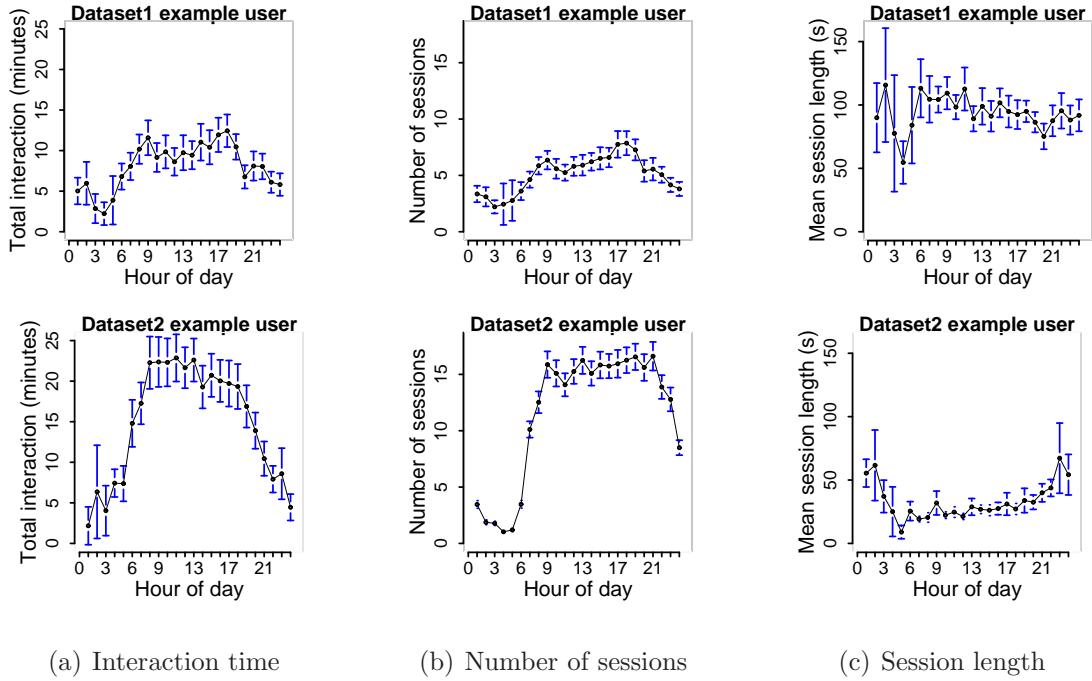 Dataset1 example user
Total interaction (minutes)
25
20
15
10
5
0
0 3 6 9 13 17 21
Hour of day
Dataset1 example user
Number of sessions
15
10
5
0
0 3 6 9 13 17 21
Hour of day
Dataset1 example user
Mean session length (s)
150
100
50
0
0 3 6 9 13 17 21
Hour of day
Dataset2 example user
Total interaction (minutes)
25
20
15
10
5
0
0 3 6 9 13 17 21
Hour of day
Dataset2 example user
Number of sessions
15
10
5
0
0 3 6 9 13 17 21
Hour of day
Dataset2 example user
Mean session length (s)
150
100
50
0
0 3 6 9 13 17 21
Hour of day
(a) Interaction time
(b) Number of sessions
(c) Session length